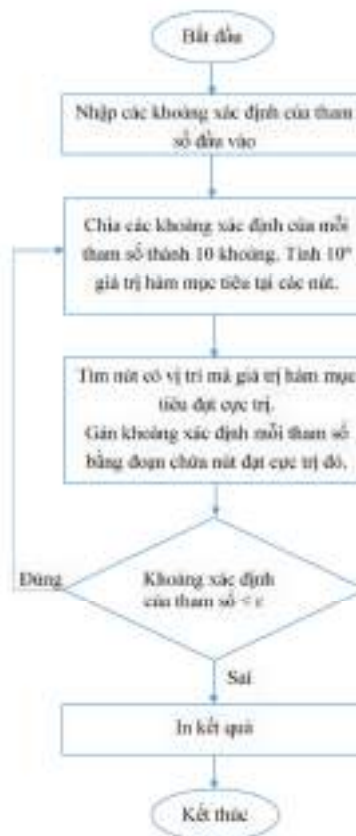 Bắt đầu
Nhập các khoảng xác định của tham
số đầu vào
Chia các khoảng xác định của mỗi
tham số thành 10 khoảng. Tính 10ⁿ
giá trị hàm mục tiêu tại các nút.
Tìm nút có vị trí mà giá trị hàm mục
tiêu đạt cực trị.
Gán khoảng xác định mỗi tham số
bằng đoạn chứa nút đạt cực trị đó.
Đúng
Khoảng xác định
của tham số < ε
Sai
In kết quả
Kết thúc